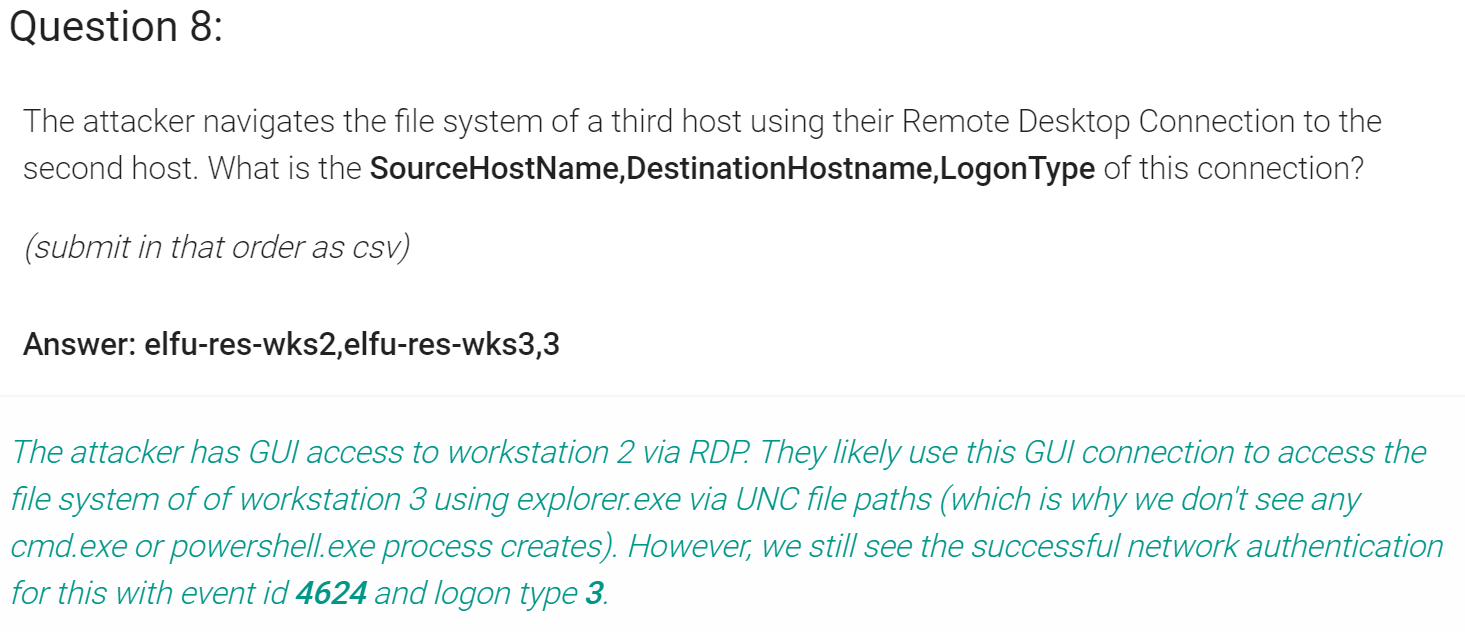 Question 8:
The attacker navigates the file system of a third host using their Remote Desktop Connection to the
second host. What is the SourceHostName,DestinationHostname,LogonType of this connection?
(submit in that order as csv)
Answer: elfu-res-wks2,elfu-res-wks3,3
The attacker has GUI access to workstation 2 via RDP. They likely use this GUI connection to access the
file system of of workstation 3 using explorer.exe via UNC file paths (which is why we don't see any
cmd.exe or powershell.exe process creates). However, we still see the successful network authentication
for this with event id 4624 and logon type 3.